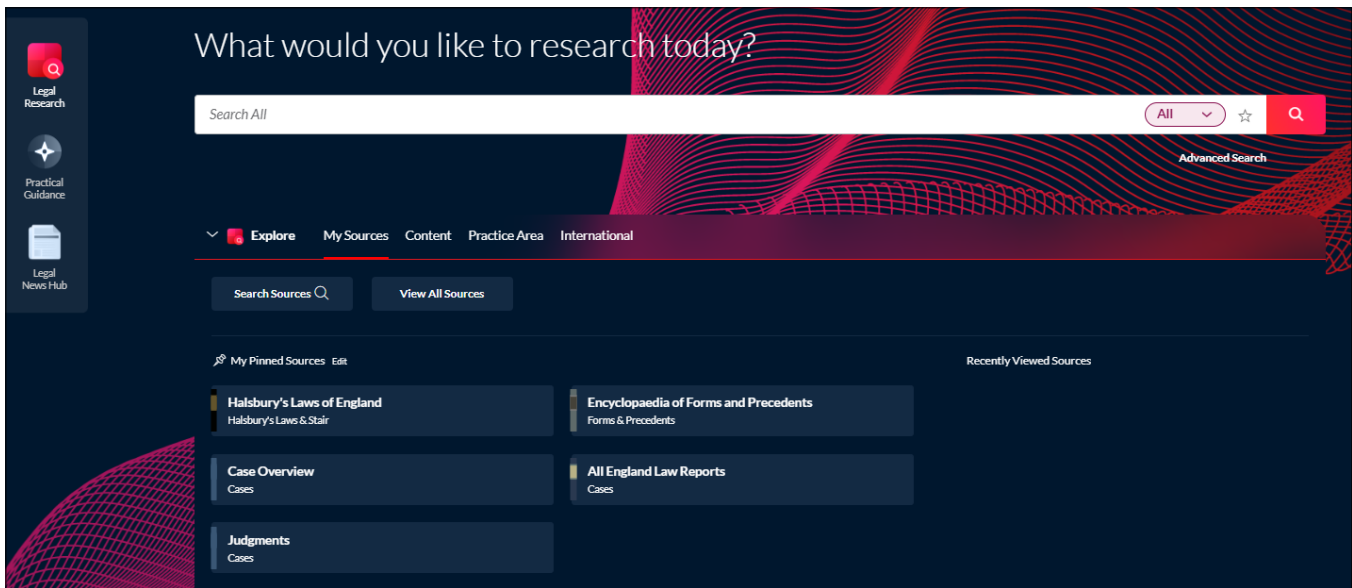 What would you like to research today?
Legal
Research
Search All
All
Advanced Search
Practical
Guidance
Explore My Sources Content Practice Area International
Legal
News Hub
Search Sources
View All Sources
My Pinned Sources Edit
Recently Viewed Sources
Halsbury's Laws of England
Halsbury's Laws & Stair
Encyclopaedia of Forms and Precedents
Forms & Precedents
Case Overview
Cases
All England Law Reports
Cases
Judgments
Cases